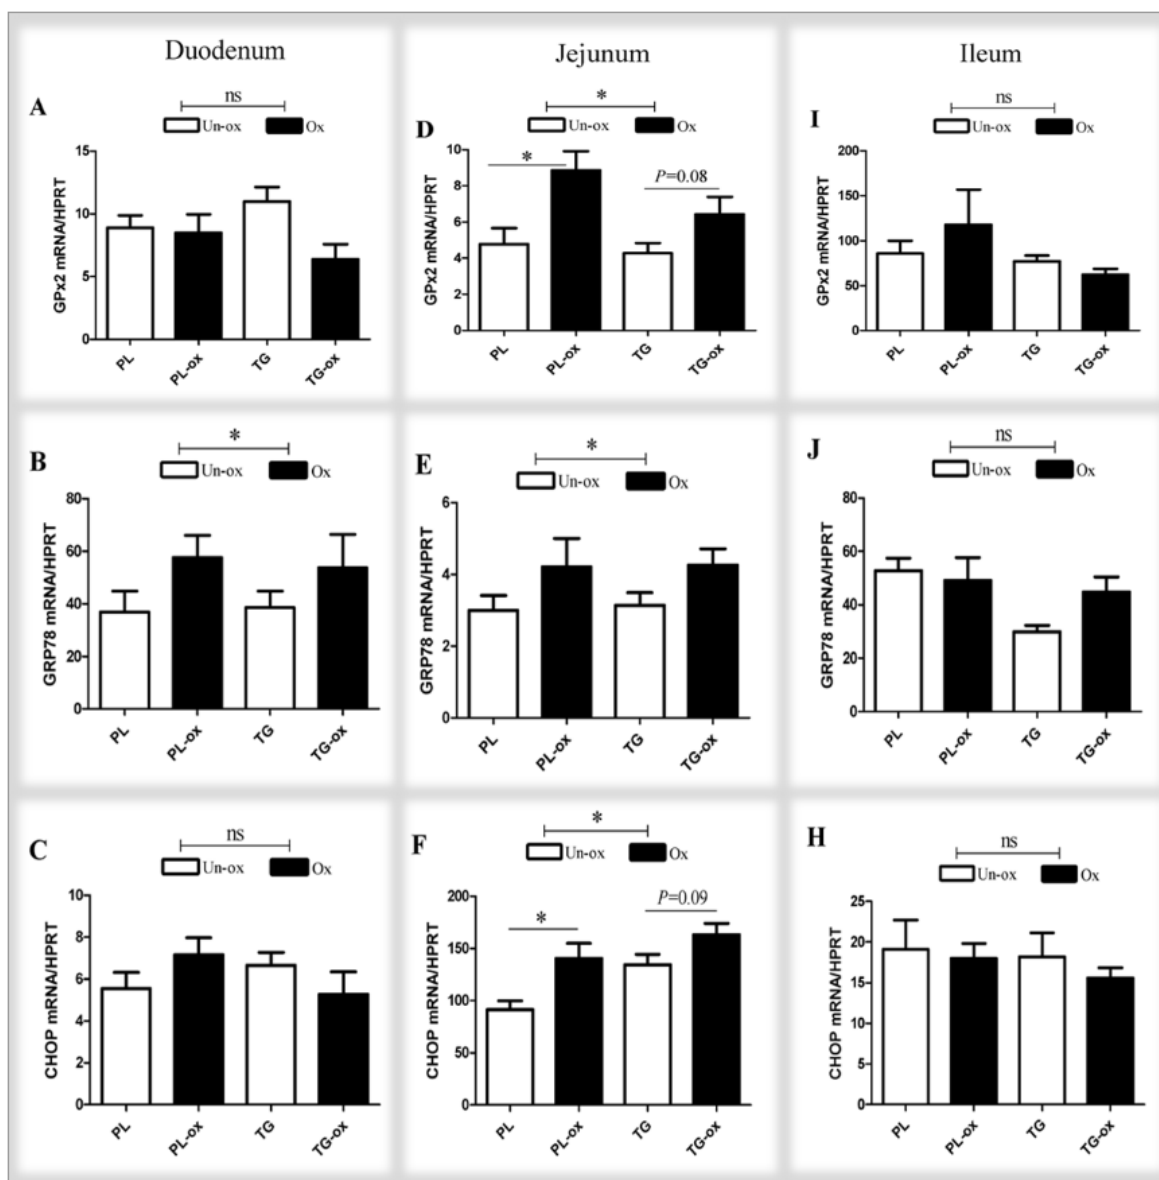 Duodenum
Jejunum
Ileum
A
ns
Un-ox Ox
GPx2 mRNA/HPRT
15
10
5
0
PL PL-ox TG TG-ox
D
*
Un-ox Ox
GPx2 mRNA/HPRT
10
8
6
4
2
0
*
P=0.08
PL PL-ox TG TG-ox
I
ns
Un-ox Ox
GPx2 mRNA/HPRT
200
150
100
50
0
PL PL-ox TG TG-ox
B
*
Un-ox Ox
GRP78 mRNA/HPRT
80
60
40
20
0
PL PL-ox TG TG-ox
E
*
Un-ox Ox
GRP78 mRNA/HPRT
6
4
2
0
PL PL-ox TG TG-ox
J
ns
Un-ox Ox
GRP78 mRNA/HPRT
80
60
40
20
0
PL PL-ox TG TG-ox
C
ns
Un-ox Ox
CHOP mRNA/HPRT
10
8
6
4
2
0
PL PL-ox TG TG-ox
F
*
Un-ox Ox
CHOP mRNA/HPRT
200
150
100
50
0
*
P=0.09
PL PL-ox TG TG-ox
H
ns
Un-ox Ox
CHOP mRNA/HPRT
25
20
15
10
5
0
PL PL-ox TG TG-ox